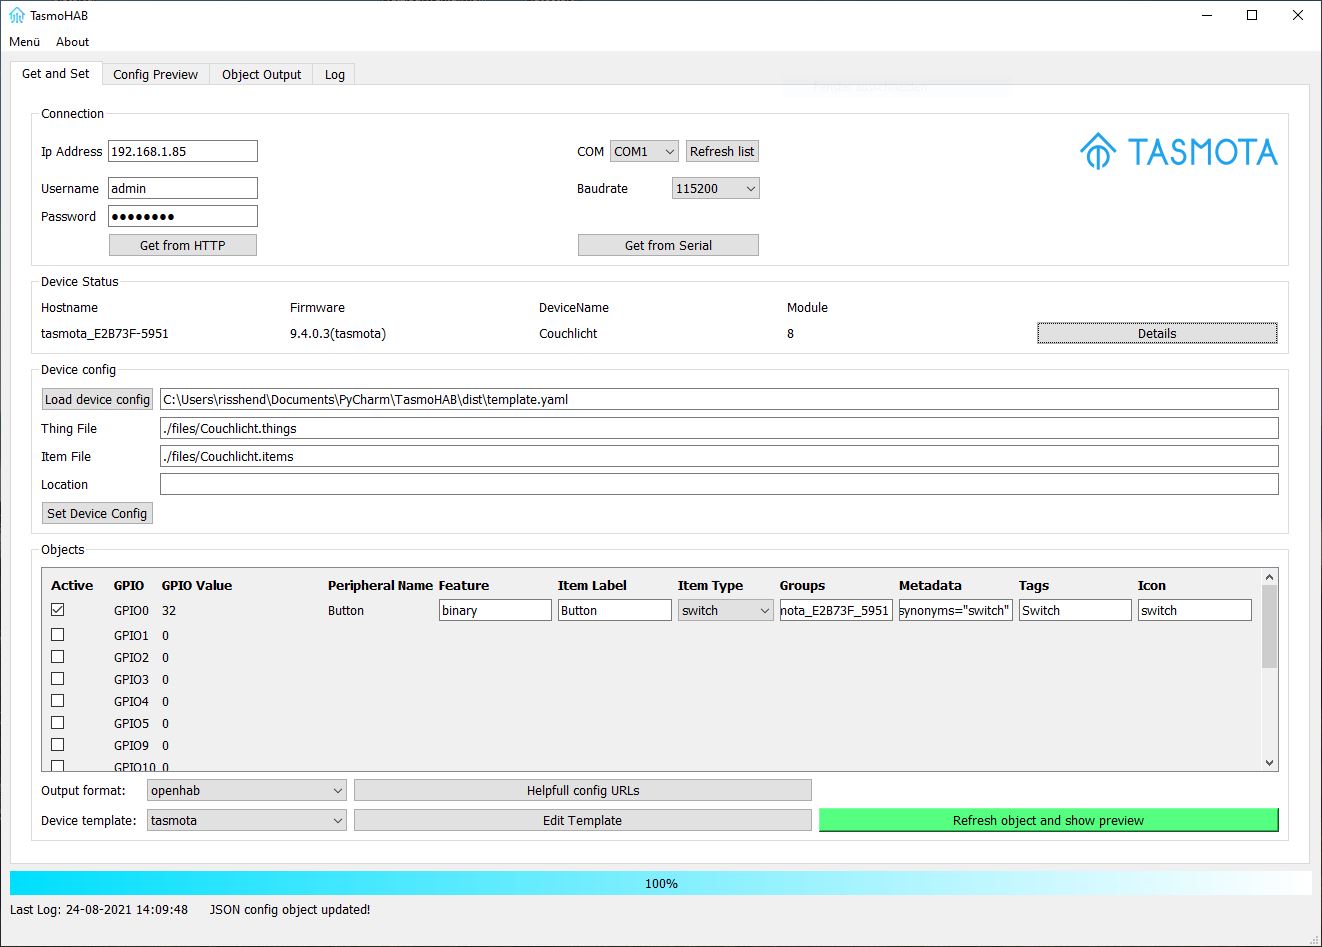 TasmoHAB
Menü About
Get and Set Config Preview Object Output Log
Connection
Ip Address 192.168.1.85 COM COM1 Refresh list
TASMOTA
Username admin Baudrate 115200
Password ●●●●●●●●
Get from HTTP Get from Serial
Device Status
Hostname Firmware DeviceName Module
tasmota_E2B73F-5951 9.4.0.3(tasmota) Couchlicht 8 Details
Device config
Load device config C:\Users\risshend\Documents\PyCharm\TasmoHAB\dist\template.yaml
Thing File ./files/Couchlicht.things
Item File ./files/Couchlicht.items
Location
Set Device Config
Objects
Active GPIO GPIO Value Peripheral Name Feature Item Label Item Type Groups Metadata Tags Icon
GPIO0 32 Button binary Button switch nota_E2B73F_5951 synonyms="switch" Switch switch
GPIO1 0
GPIO2 0
GPIO3 0
GPIO4 0
GPIO5 0
GPIO9 0
GPIO10 0
Output format: openhab Helpfull config URLs
Device template: tasmota Edit Template Refresh object and show preview
100%
Last Log: 24-08-2021 14:09:48 JSON config object updated!